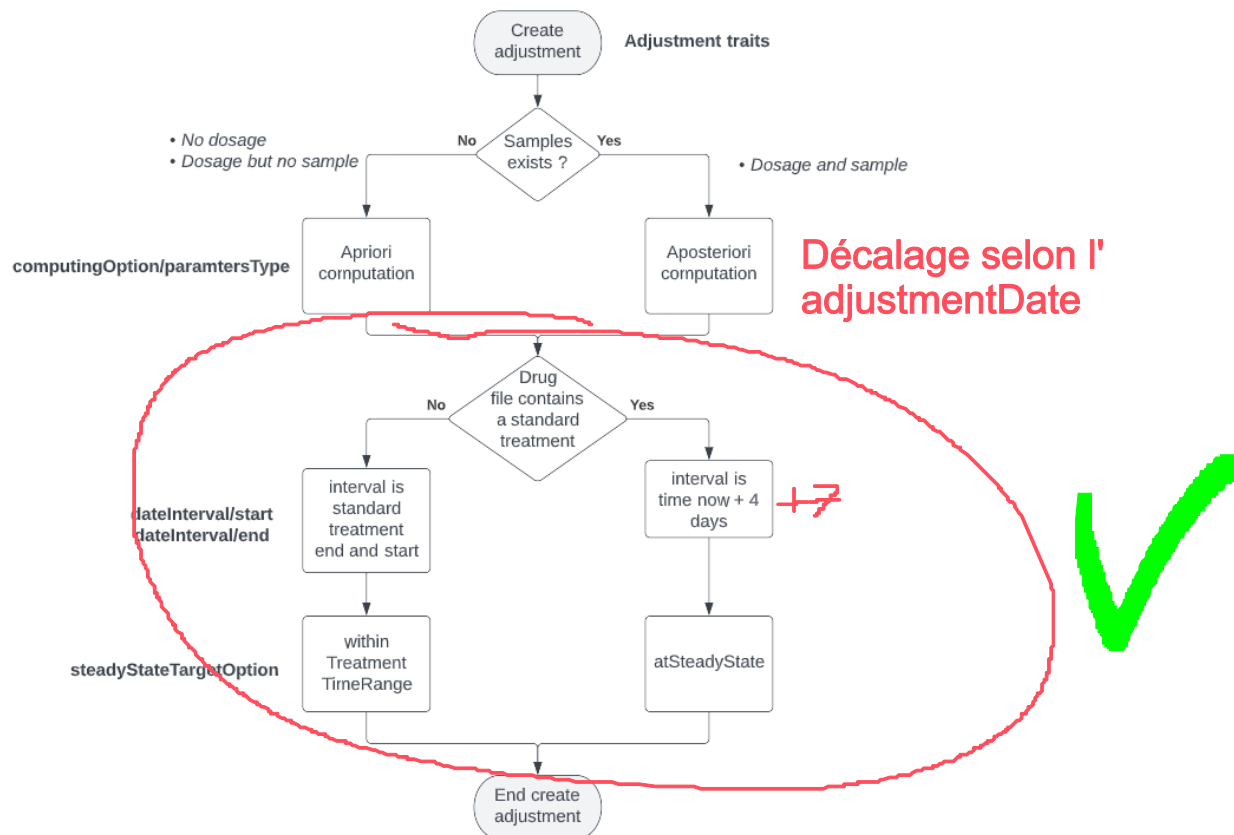 Create
adjustment
Adjustment traits
• No dosage
• Dosage but no sample
No
Samples
exists ?
Yes
• Dosage and sample
computingOption/paramtersType
Apriori
computation
Aposteriori
computation
Décalage selon l'
adjustmentDate
No
Drug
file contains
a standard
treatment
Yes
dateInterval/start
dateInterval/end
interval is
standard
treatment
end and start
interval is
time now + 4
days
+7
steadyStateTargetOption
within
Treatment
TimeRange
atSteadyState
End create
adjustment